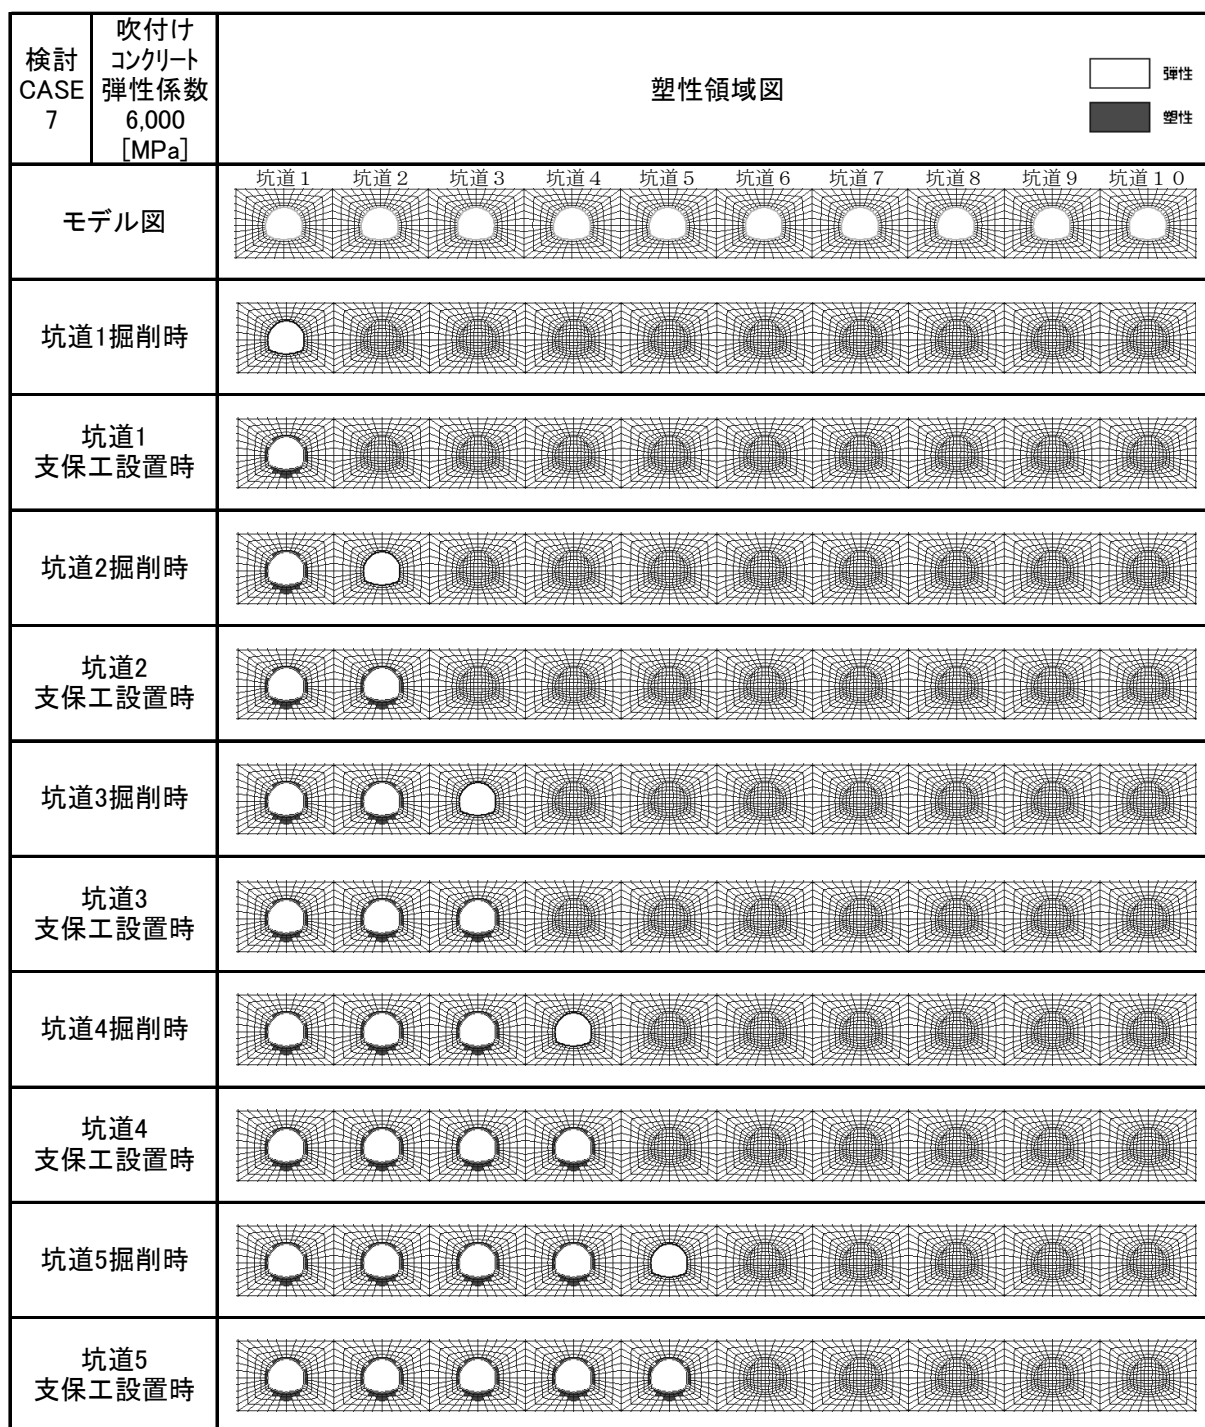 検討
CASE
7
吹付け
コンクリート
弾性係数
6,000
[MPa]
塑性領域図
弾性
塑性
モデル図
坑道1 坑道2 坑道3 坑道4 坑道5 坑道6 坑道7 坑道8 坑道9 坑道10
坑道1掘削時
坑道1
支保工設置時
坑道2掘削時
坑道2
支保工設置時
坑道3掘削時
坑道3
支保工設置時
坑道4掘削時
坑道4
支保工設置時
坑道5掘削時
坑道5
支保工設置時